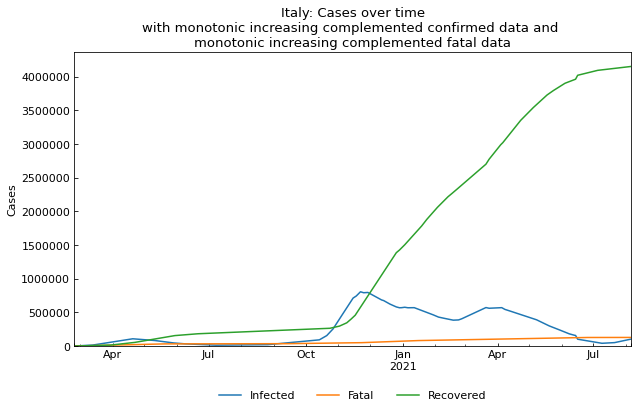 Italy: Cases over time
with monotonic increasing complemented confirmed data and
monotonic increasing complemented fatal data
4000000
3500000
3000000
2500000
2000000
1500000
1000000
500000
0
Cases
Apr
Jul
Oct
Jan
2021
Apr
Jul
Infected
Fatal
Recovered